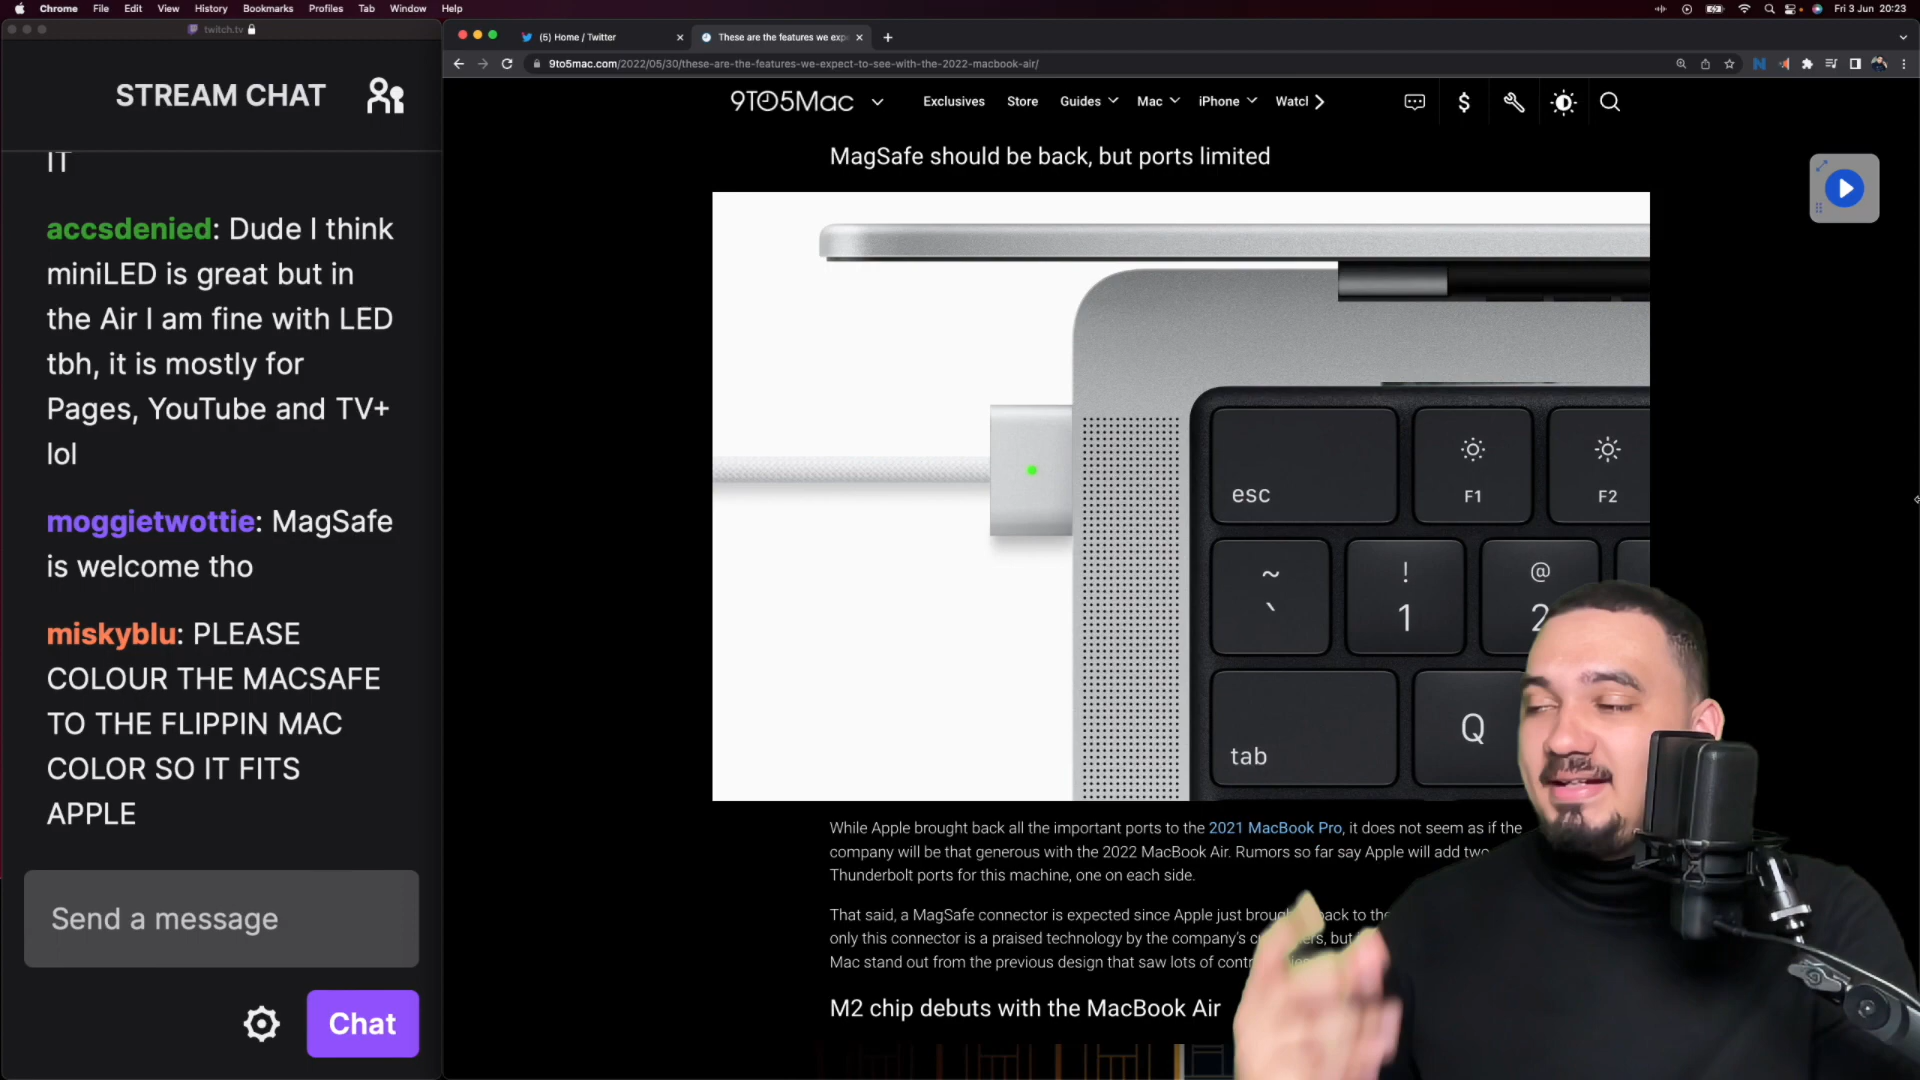 Chrome File Edit View History Bookmarks Profiles Tab Window Help
Fri 3 Jun 20:23
twitch.tv
(5) Home / Twitter
These are the features we exp
9to5mac.com/2022/05/30/these-are-the-features-we-expect-to-see-with-the-2022-macbook-air/
STREAM CHAT
IT
accsdenied: Dude I think
miniLED is great but in
the Air I am fine with LED
tbh, it is mostly for
Pages, YouTube and TV+
lol
moggietwottie: MagSafe
is welcome tho
miskyblu: PLEASE
COLOUR THE MACSAFE
TO THE FLIPPIN MAC
COLOR SO IT FITS
APPLE
Send a message
Chat
9TO5Mac Exclusives Store Guides Mac iPhone Watcl
MagSafe should be back, but ports limited
esc F1 F2
~ ` ! 1 @ 2
tab Q
While Apple brought back all the important ports to the 2021 MacBook Pro, it does not seem as if the
company will be that generous with the 2022 MacBook Air. Rumors so far say Apple will add two
Thunderbolt ports for this machine, one on each side.
That said, a MagSafe connector is expected since Apple just brough back to the
only this connector is a praised technology by the company's but
Mac stand out from the previous design that saw lots of
M2 chip debuts with the MacBook Air